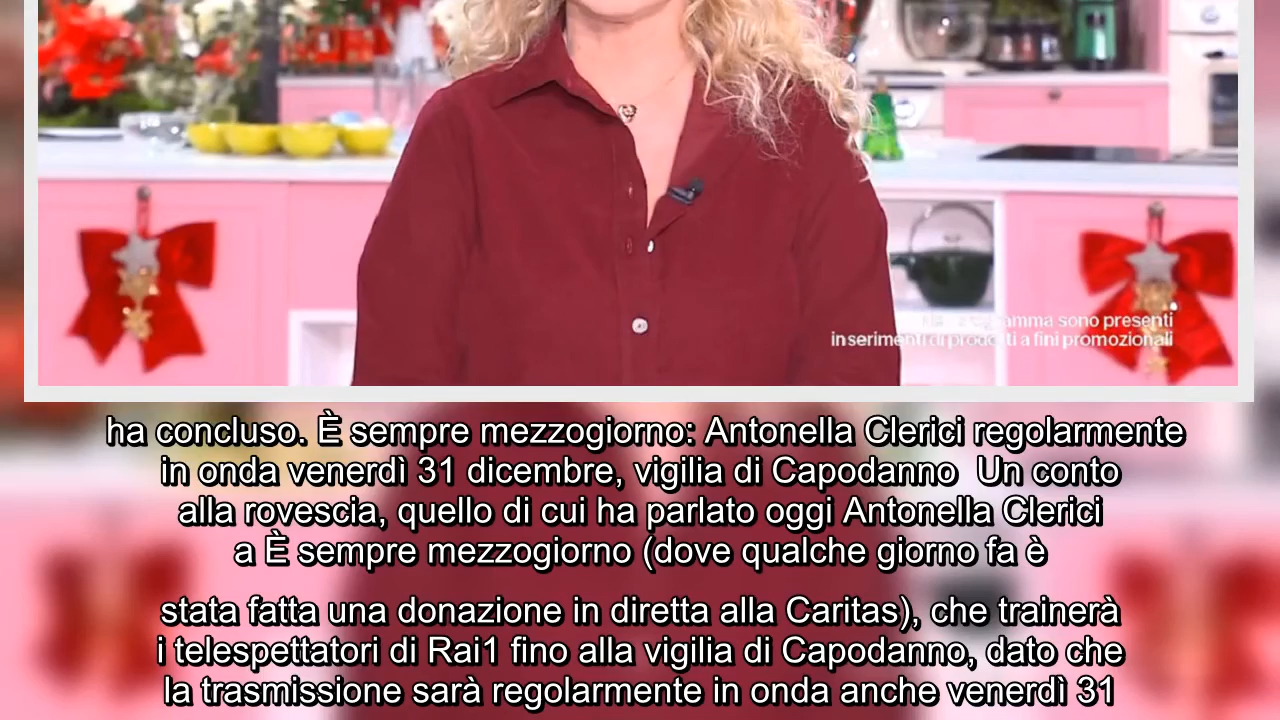 amma sono presenti
inserimenti di prodotti a fini promozionali
ha concluso. È sempre mezzogiorno: Antonella Clerici regolarmente
in onda venerdì 31 dicembre, vigilia di Capodanno  Un conto
alla rovescia, quello di cui ha parlato oggi Antonella Clerici
a È sempre mezzogiorno (dove qualche giorno fa è
stata fatta una donazione in diretta alla Caritas), che trainerà
i telespettatori di Rai1 fino alla vigilia di Capodanno, dato che
la trasmissione sarà regolarmente in onda anche venerdì 31